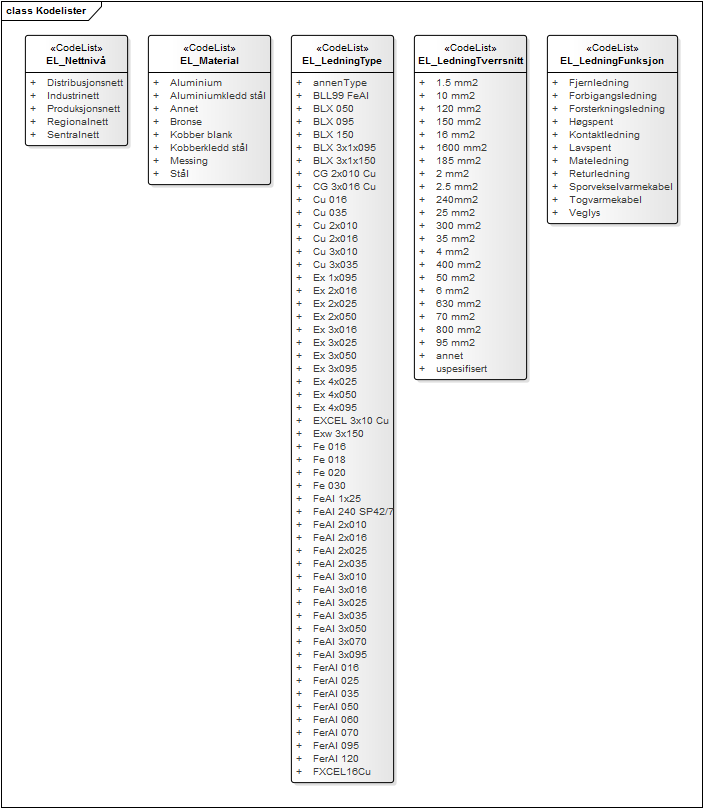 class Kodelister
«CodeList»
EL_Nettnivå
+ Distribusjonsnett
+ Industrinett
+ Produksjonsnett
+ Regionalnett
+ Sentralnett
«CodeList»
EL_Material
+ Aluminium
+ Aluminiumkledd stål
+ Annet
+ Bronse
+ Kobber blank
+ Kobberkledd stål
+ Messing
+ Stål
«CodeList»
EL_LedningType
+ annenType
+ BLL99 FeAl
+ BLX 050
+ BLX 095
+ BLX 150
+ BLX 3x1x095
+ BLX 3x1x150
+ CG 2x010 Cu
+ CG 3x016 Cu
+ Cu 016
+ Cu 035
+ Cu 2x010
+ Cu 2x016
+ Cu 3x010
+ Cu 3x035
+ Ex 1x095
+ Ex 2x016
+ Ex 2x025
+ Ex 2x050
+ Ex 3x016
+ Ex 3x025
+ Ex 3x050
+ Ex 3x095
+ Ex 4x025
+ Ex 4x050
+ Ex 4x095
+ EXCEL 3x10 Cu
+ Exw 3x150
+ Fe 016
+ Fe 018
+ Fe 020
+ Fe 030
+ FeAl 1x25
+ FeAl 240 SP42/7
+ FeAl 2x010
+ FeAl 2x016
+ FeAl 2x025
+ FeAl 2x035
+ FeAl 3x010
+ FeAl 3x016
+ FeAl 3x025
+ FeAl 3x035
+ FeAl 3x050
+ FeAl 3x070
+ FeAl 3x095
+ FerAl 016
+ FerAl 025
+ FerAl 035
+ FerAl 050
+ FerAl 060
+ FerAl 070
+ FerAl 095
+ FerAl 120
+ FXCEL16Cu
«CodeList»
EL_LedningTverrsnitt
+ 1.5 mm2
+ 10 mm2
+ 120 mm2
+ 150 mm2
+ 16 mm2
+ 1600 mm2
+ 185 mm2
+ 2 mm2
+ 2.5 mm2
+ 240mm2
+ 25 mm2
+ 300 mm2
+ 35 mm2
+ 4 mm2
+ 400 mm2
+ 50 mm2
+ 6 mm2
+ 630 mm2
+ 70 mm2
+ 800 mm2
+ 95 mm2
+ annet
+ uspesifisert
«CodeList»
EL_LedningFunksjon
+ Fjernledning
+ Forbigangsledning
+ Forsterkningsledning
+ Høgspent
+ Kontaktledning
+ Lavspent
+ Mateledning
+ Returledning
+ Sporvekselvarmekabel
+ Togvarmekabel
+ Veglys